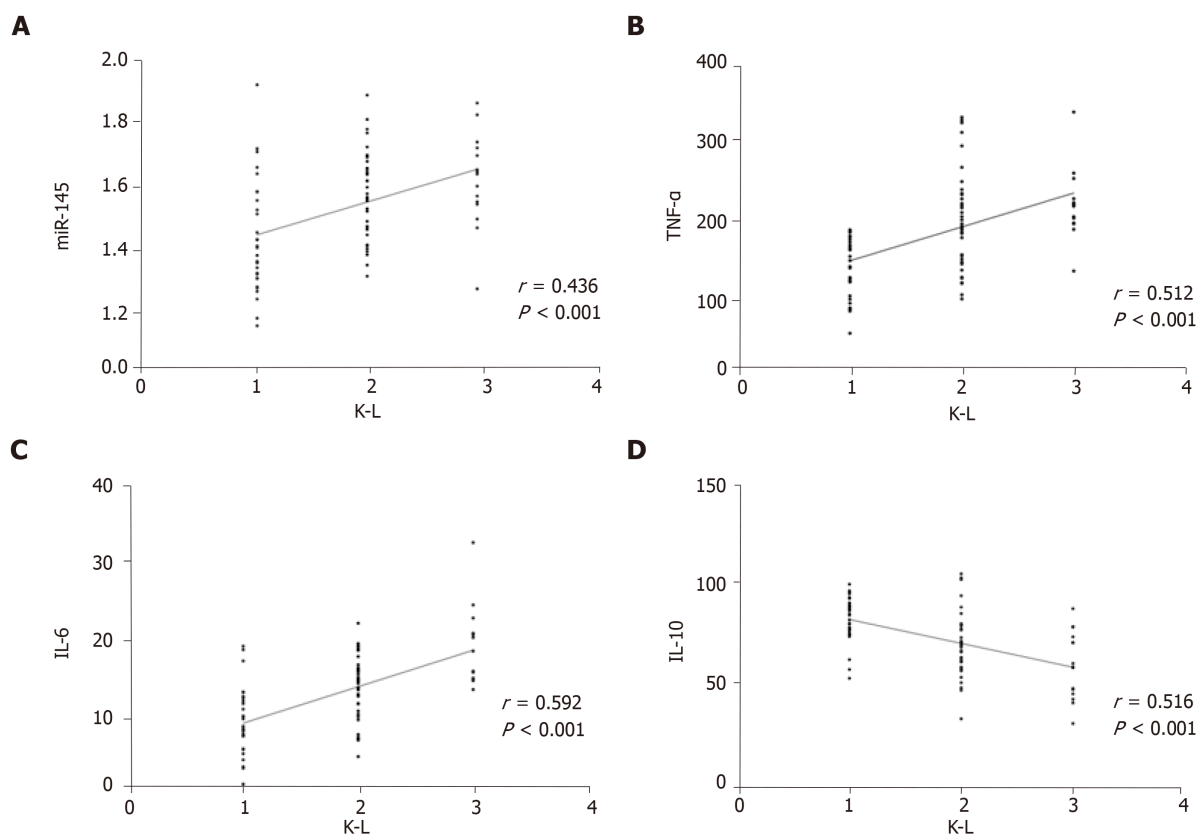 A
2.0
1.8
1.6
1.4
1.2
0.0
miR-145
0 1 2 3 4
K-L
r = 0.436
P < 0.001
B
400
300
200
100
0
TNF-α
0 1 2 3 4
K-L
r = 0.512
P < 0.001
C
40
30
20
10
0
IL-6
0 1 2 3 4
K-L
r = 0.592
P < 0.001
D
150
100
50
0
IL-10
0 1 2 3 4
K-L
r = 0.516
P < 0.001